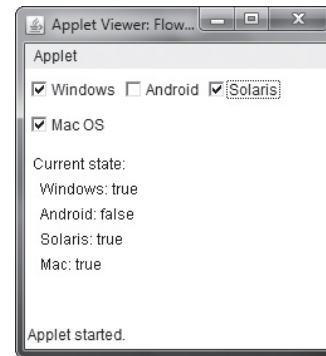 Applet Viewer: Flow...
Applet
Windows Android Solaris
Mac OS
Current state:
Windows: true
Android: false
Solaris: true
Mac: true
Applet started.